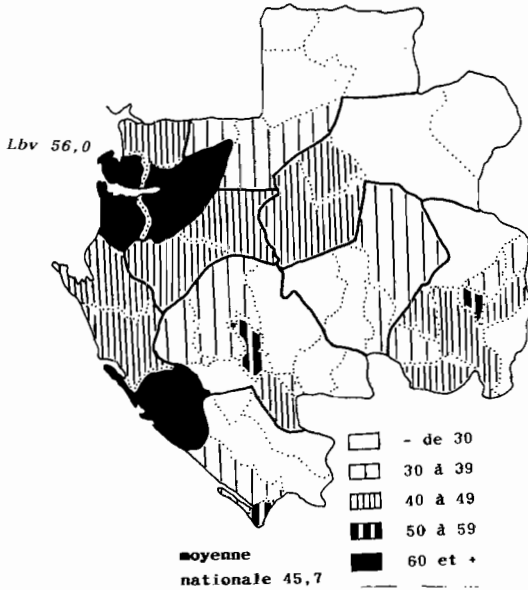 Lbv 56,0
- de 30
30 à 39
40 à 49
50 à 59
60 et +
moyenne
nationale 45,7